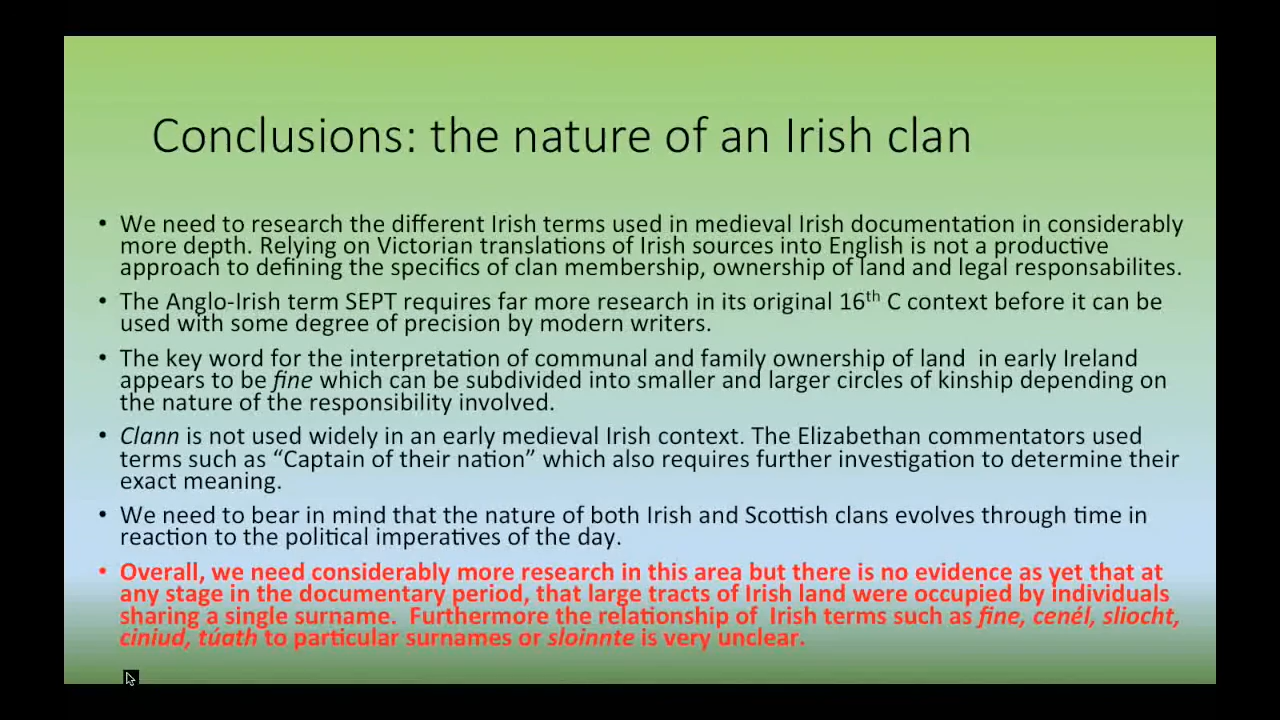 Conclusions: the nature of an Irish clan
• We need to research the different Irish terms used in medieval Irish documentation in considerably
more depth. Relying on Victorian translations of Irish sources into English is not a productive
approach to defining the specifics of clan membership, ownership of land and legal responsabilites.
• The Anglo-Irish term SEPT requires far more research in its original 16th C context before it can be
used with some degree of precision by modern writers.
• The key word for the interpretation of communal and family ownership of land in early Ireland
appears to be fine which can be subdivided into smaller and larger circles of kinship depending on
the nature of the responsibility involved.
• Clann is not used widely in an early medieval Irish context. The Elizabethan commentators used
terms such as “Captain of their nation” which also requires further investigation to determine their
exact meaning.
• We need to bear in mind that the nature of both Irish and Scottish clans evolves through time in
reaction to the political imperatives of the day.
• Overall, we need considerably more research in this area but there is no evidence as yet that at
any stage in the documentary period, that large tracts of Irish land were occupied by individuals
sharing a single surname. Furthermore the relationship of Irish terms such as fine, cenél, sliocht,
ciniud, túath to particular surnames or sloinnte is very unclear.